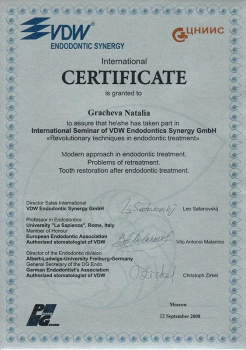 VDW®
ENDODONTIC SYNERGY
ЦНИИС
International
CERTIFICATE
is granted to
Gracheva Natalia
to assure that he\she has taken part in
International Seminar of VDW Endodontics Synergy GmbH
«Revolutionary techniques in endodontic treatment»
Modern approach in endodontic treatment.
Problems of retreatment.
Tooth restoration after endodontic treatment.
Director Sales International
VDW Endodontic Synergy GmbH
Leo Satanovskij
Professor in Endodontics
University "La Sapienza", Rome, Italy
Member of Honour
European Endodontic Association
Authorized stomatologist of VDW
Vito Antonio Malamino
Director of the Endodontic division
Albert-Ludwigs-University Freiburg-Germany
General Secretary of the DG Endo
German Endodontist's Association
Authorized stomatologist of VDW
Christoph Zirkel
Moscow
12 September 2008